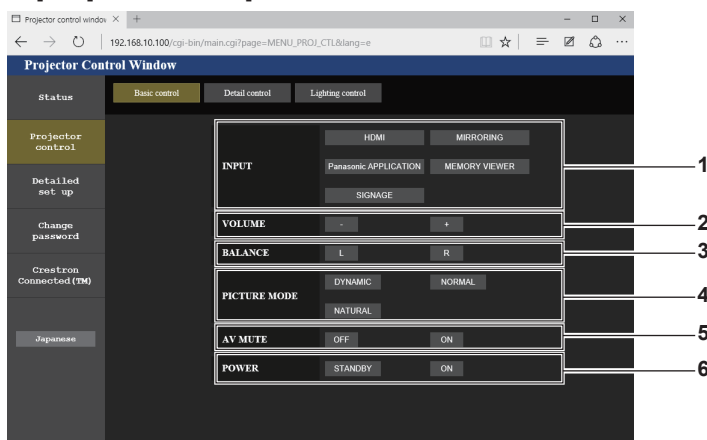 Projector control window
192.168.10.100/cgi-bin/main.cgi?page=MENU_PROJ_CTL&lang=e
Projector Control Window
Status
Basic control
Detail control
Lighting control
Projector
control
Detailed
set up
Change
password
Crestron
Connected(TM)
Japanese
INPUT
HDMI
MIRRORING
Panasonic APPLICATION
MEMORY VIEWER
SIGNAGE
1
VOLUME
-
+
2
BALANCE
L
R
3
PICTURE MODE
DYNAMIC
NORMAL
NATURAL
4
AV MUTE
OFF
ON
5
POWER
STANDBY
ON
6